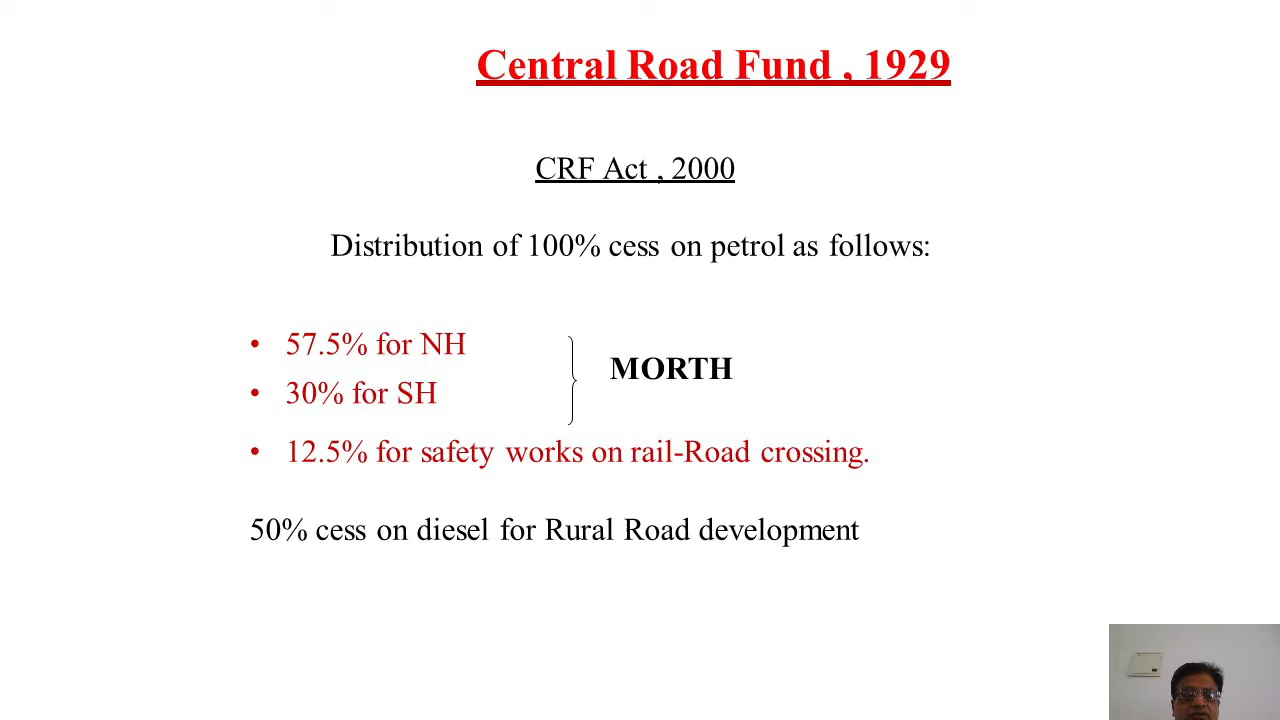 Central Road Fund , 1929
CRF Act , 2000
Distribution of 100% cess on petrol as follows:
• 57.5% for NH
• 30% for SH
MORTH
• 12.5% for safety works on rail-Road crossing.
50% cess on diesel for Rural Road development